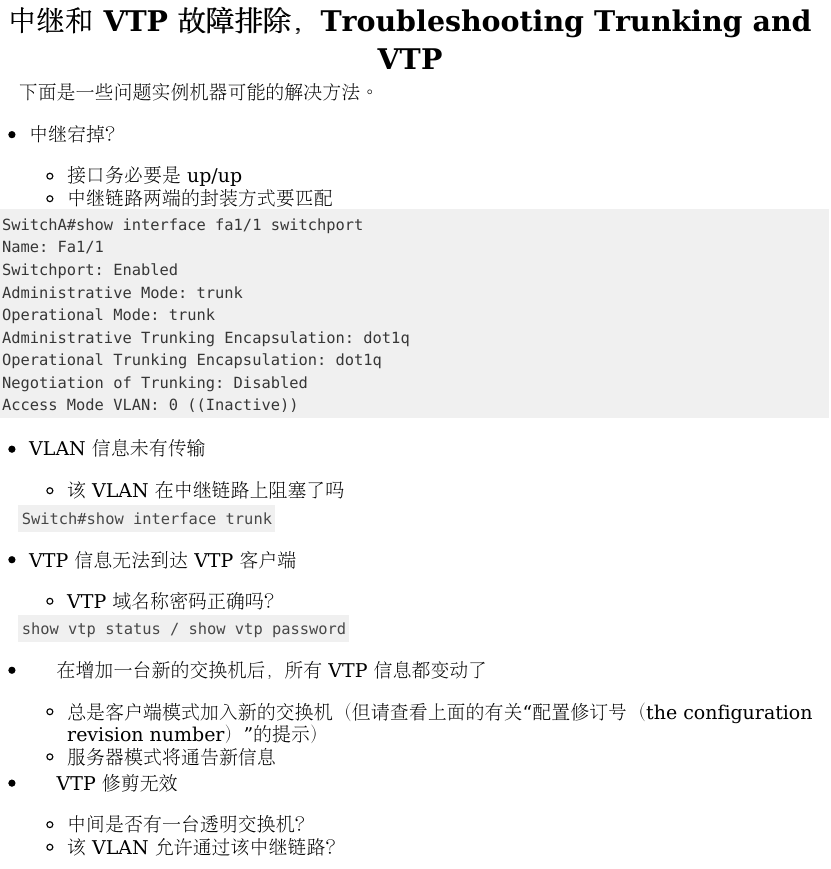 中继和 VTP 故障排除，Troubleshooting Trunking and
VTP
下面是一些问题实例机器可能的解决方法。
中继宕掉？
接口务必要是 up/up
中继链路两端的封装方式要匹配
SwitchA#show interface fa1/1 switchport
Name: Fa1/1
Switchport: Enabled
Administrative Mode: trunk
Operational Mode: trunk
Administrative Trunking Encapsulation: dot1q
Operational Trunking Encapsulation: dot1q
Negotiation of Trunking: Disabled
Access Mode VLAN: 0 ((Inactive))
VLAN 信息未有传输
该 VLAN 在中继链路上阻塞了吗
Switch#show interface trunk
VTP 信息无法到达 VTP 客户端
VTP 域名称密码正确吗？
show vtp status / show vtp password
在增加一台新的交换机后，所有 VTP 信息都变动了
总是客户端模式加入新的交换机（但请查看上面的有关“配置修订号（the configuration
revision number）”的提示）
服务器模式将通告新信息
VTP 修剪无效
中间是否有一台透明交换机？
该 VLAN 允许通过该中继链路？